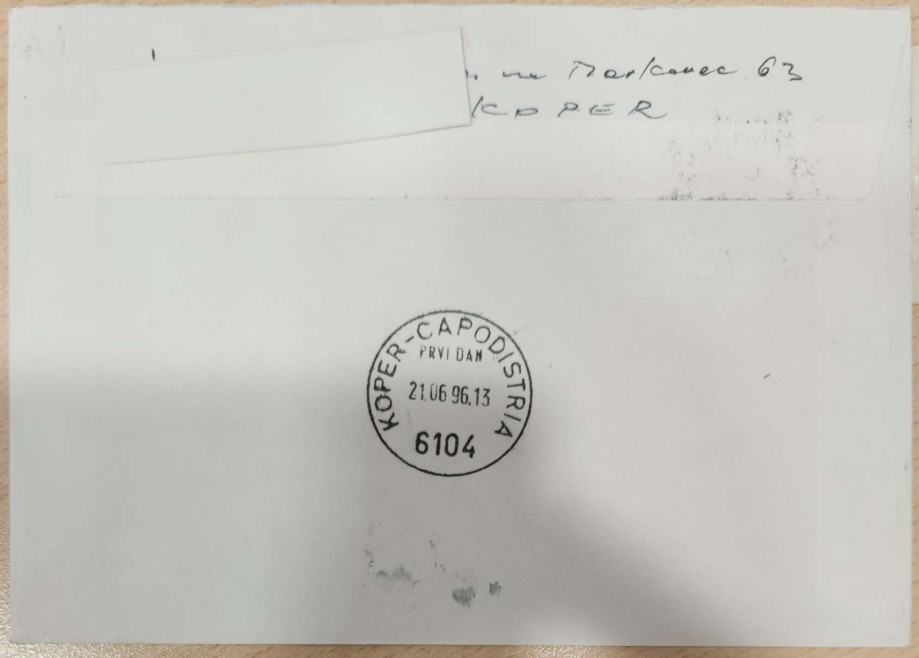 na Markovec 63
KOPER
KOPER-CAPODISTRIA
PRVI DAN
21.06 96.13
6104